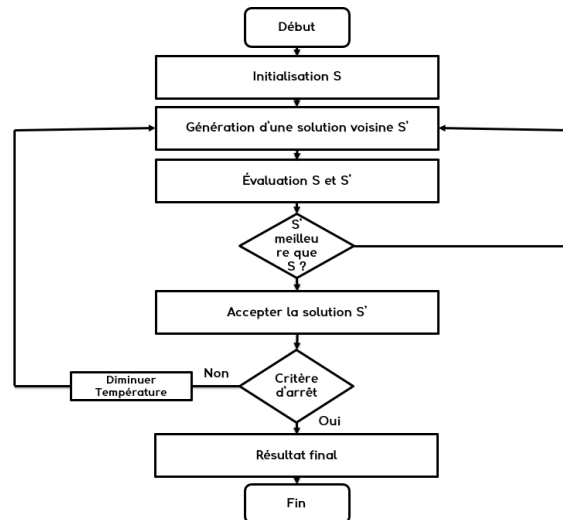 Début
Initialisation S
Génération d'une solution voisine S'
Évaluation S et S'
S'
meilleu
re que
S ?
Accepter la solution S'
Non
Diminuer
Température
Critère
d'arrêt
Oui
Résultat final
Fin